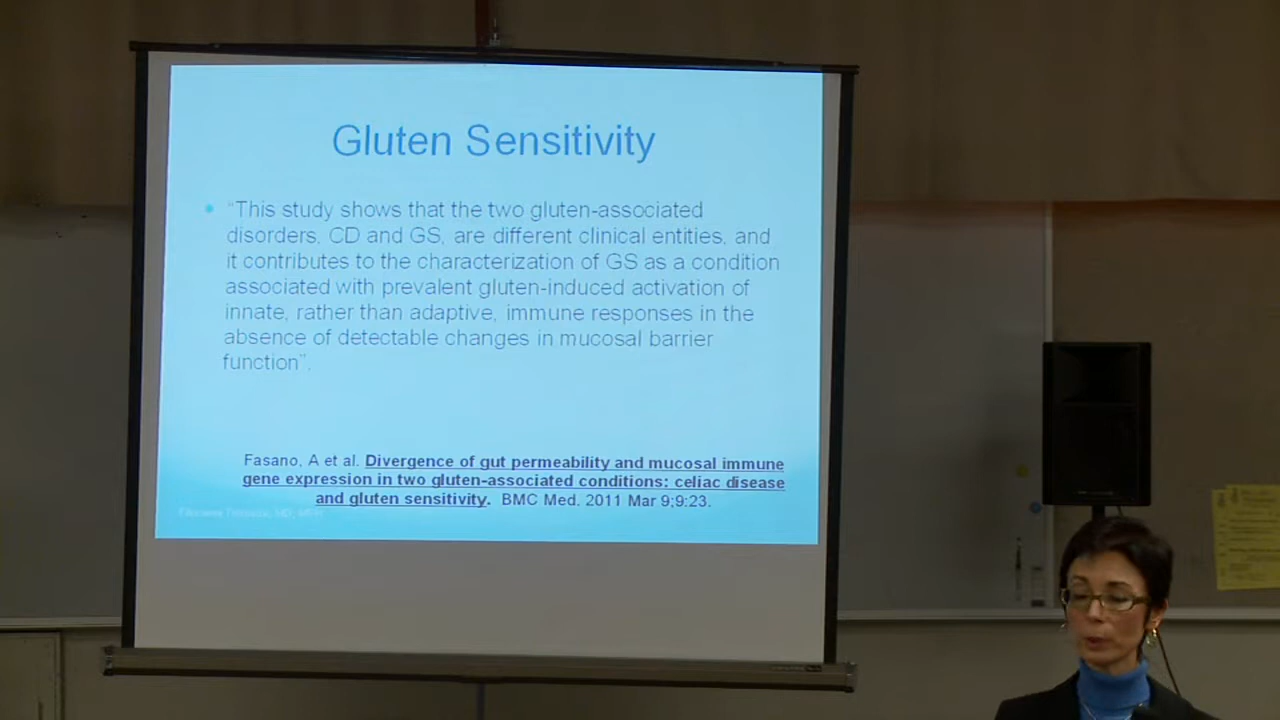 Gluten Sensitivity
• “This study shows that the two gluten-associated
disorders, CD and GS, are different clinical entities, and
it contributes to the characterization of GS as a condition
associated with prevalent gluten-induced activation of
innate, rather than adaptive, immune responses in the
absence of detectable changes in mucosal barrier
function”.
Fasano, A et al. Divergence of gut permeability and mucosal immune
gene expression in two gluten-associated conditions: celiac disease
and gluten sensitivity. BMC Med. 2011 Mar 9;9:23.